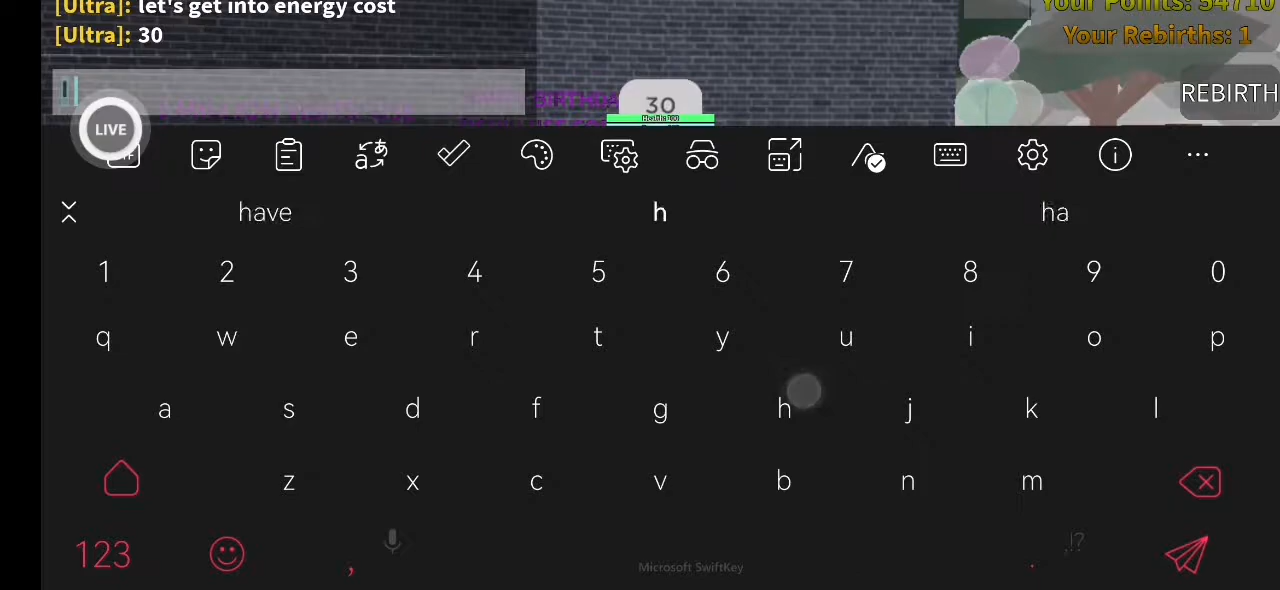 [Ultra]: let's get into energy cost
[Ultra]: 30
Your Points: 54710
Your Rebirths: 1
30
REBIRTH
LIVE
have h ha
1 2 3 4 5 6 7 8 9 0
q w e r t y u i o p
a s d f g h j k l
z x c v b n m
123 , Microsoft SwiftKey . ,!?